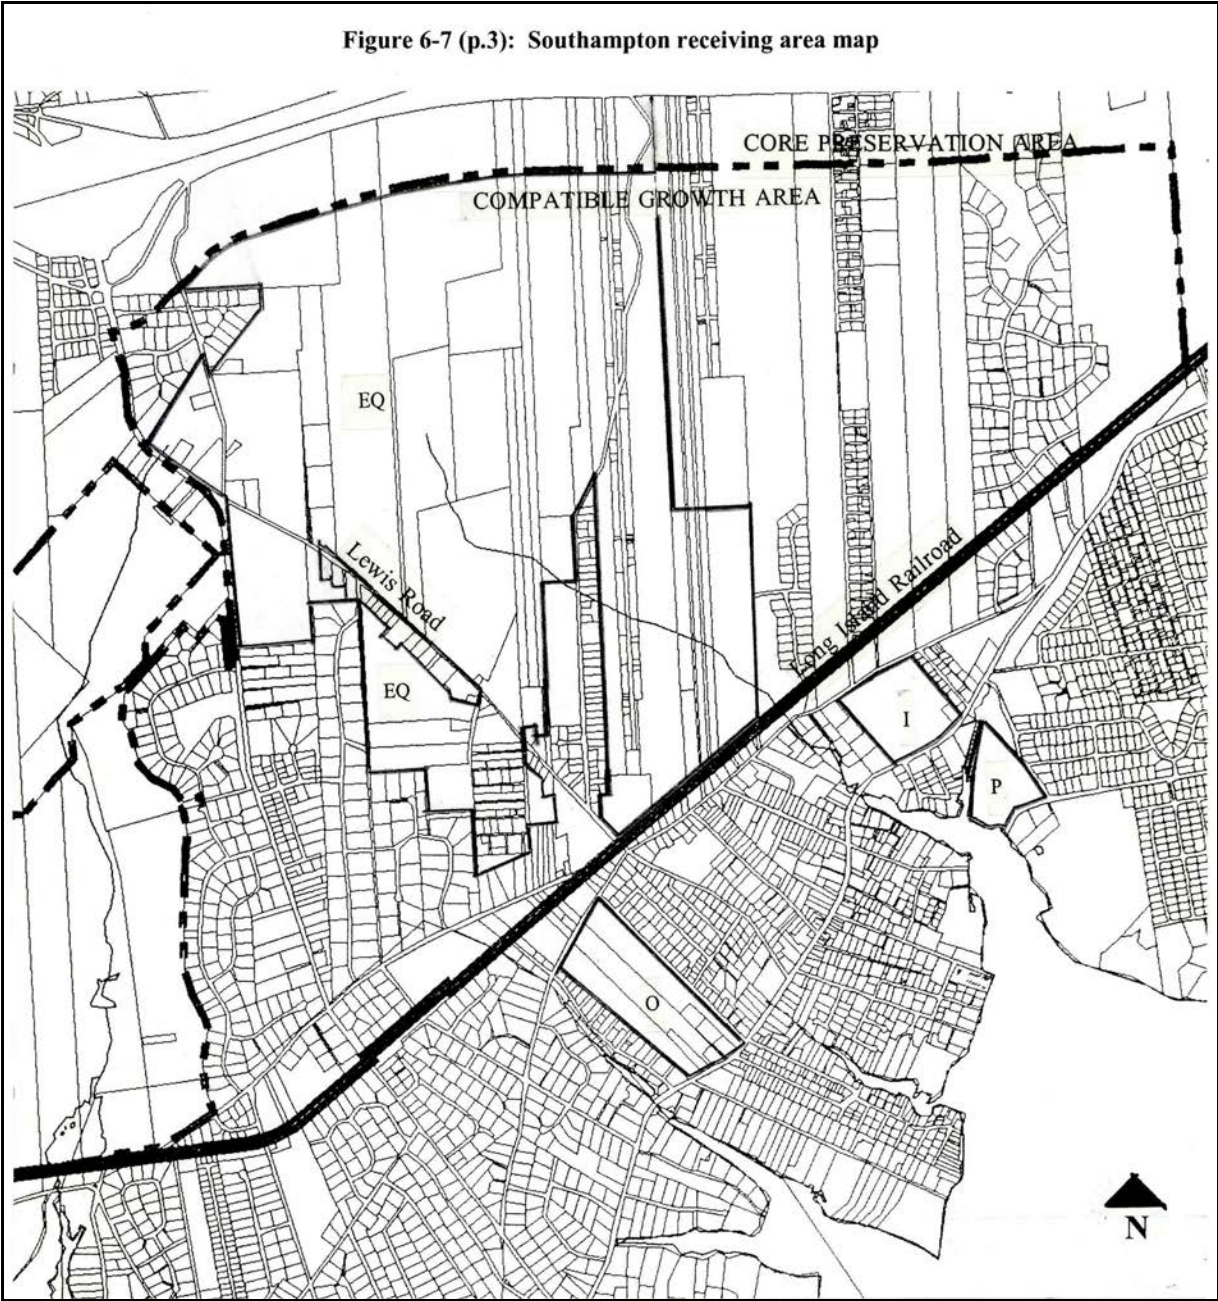 Figure 6-7 (p.3): Southampton receiving area map
CORE PRESERVATION AREA
COMPATIBLE GROWTH AREA
EQ
Lewis Road
Long Island Railroad
EQ
I
P
O
N